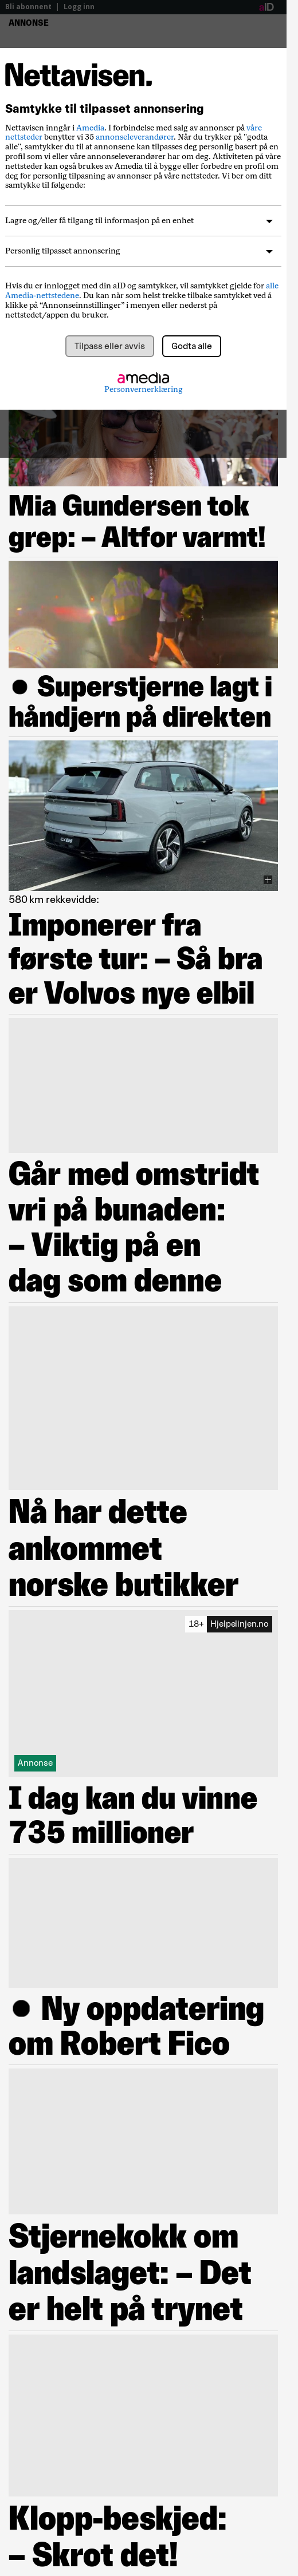 Bli abonnent | Logg inn
aID
ANNONSE
Nettavisen.
Samtykke til tilpasset annonsering
Nettavisen inngår i Amedia. I forbindelse med salg av annonser på våre
nettsteder benytter vi 35 annonseleverandører. Når du trykker på "godta
alle", samtykker du til at annonser kan tilpasses deg personlig basert på en
profil som vi eller våre annonseleverandører har om deg. Aktiviteten på våre
nettsteder kan også brukes av Amedia til å bygge eller forbedre en profil om
deg for personlig tilpasning av annonser på våre nettsteder. Vi ber om ditt
samtykke til følgende:
Lagre og/eller få tilgang til informasjon på en enhet
Personlig tilpasset annonsering
Hvis du er innlogget med din aID og samtykker, vil samtykket gjelde for alle
Amedia-nettstedene. Du kan når som helst trekke tilbake samtykket ved å
klikke på “Annonseinnstillinger” i menyen eller nederst på
nettstedet/appen du bruker.
Tilpass eller avvis
Godta alle
amedia
Personvernerklæring
Mia Gundersen tok
grep: – Altfor varmt!
● Superstjerne lagt i
håndjern på direkten
580 km rekkevidde:
Imponerer fra
første tur: – Så bra
er Volvos nye elbil
Går med omstridt
vri på bunaden:
– Viktig på en
dag som denne
Nå har dette
ankommet
norske butikker
18+ Hjelpelinjen.no
Annonse
I dag kan du vinne
735 millioner
● Ny oppdatering
om Robert Fico
Stjernekokk om
landslaget: – Det
er helt på trynet
Klopp-beskjed:
– Skrot det!